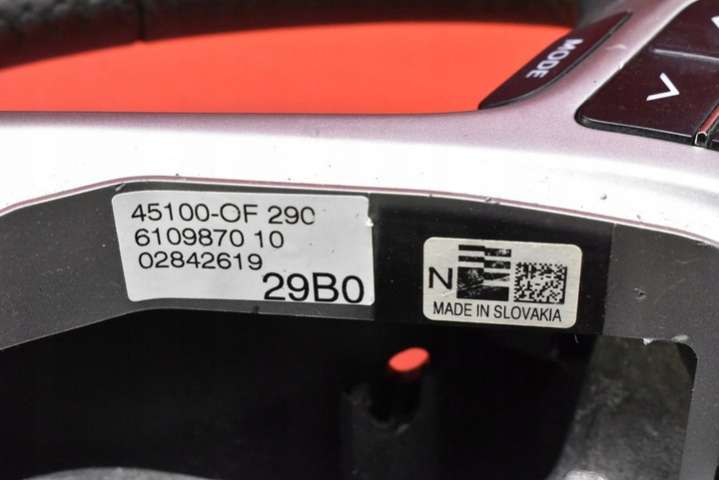 MODE
45100-OF 290
6109870 10
02842619
29B0
N
MADE IN SLOVAKIA